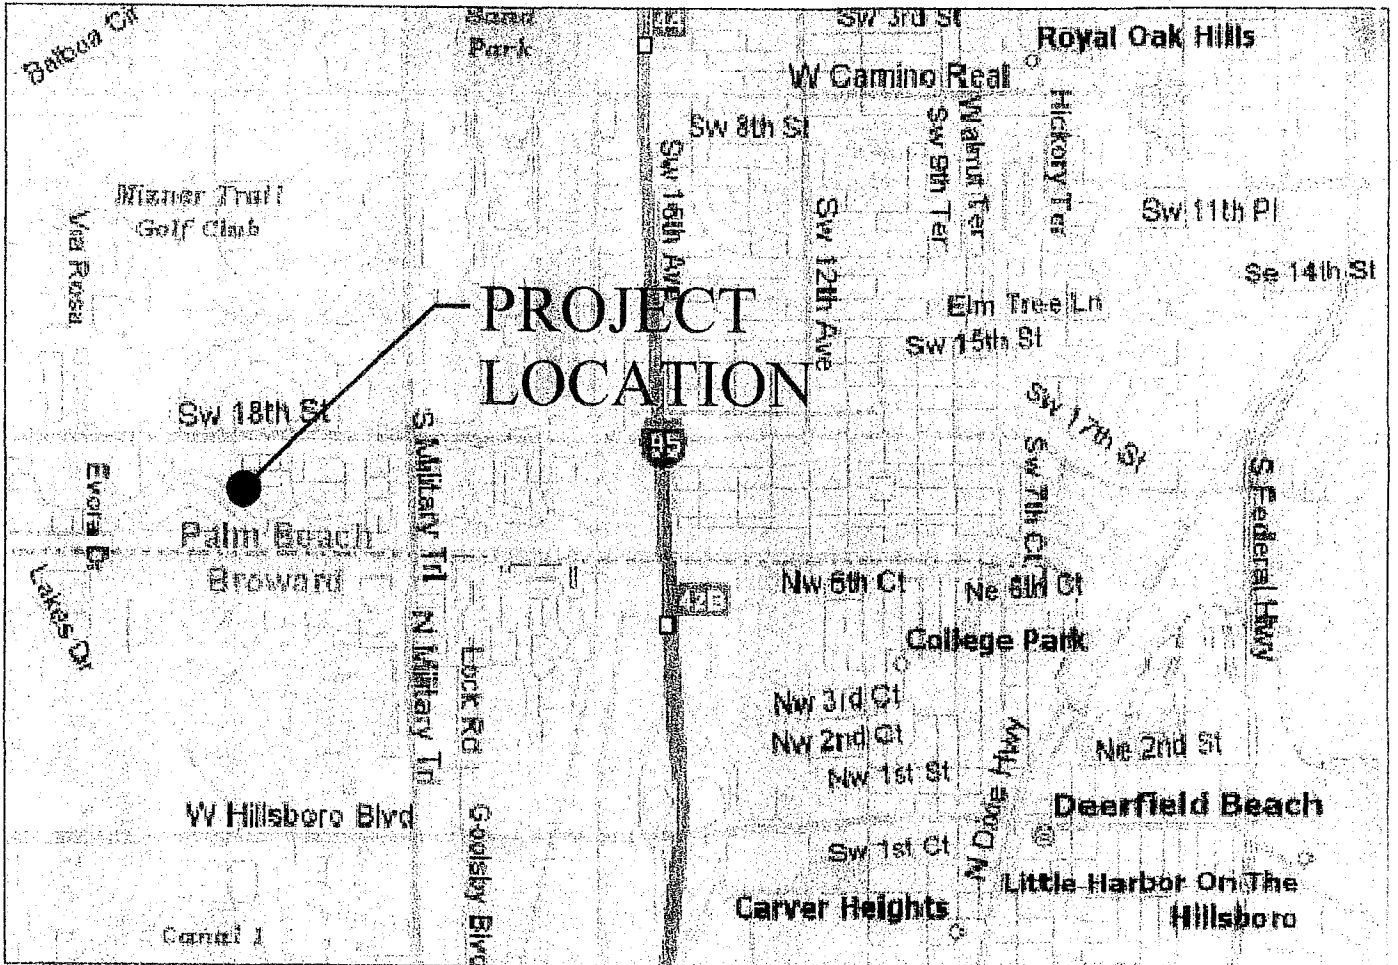 Balboa Cir
Sand
Park
Sw 3rd St
Royal Oak Hills
W Camino Real
Sw 8th St
Sw 16th Ave
Sw 9th Ter
Walnut Ter
Hickory Ter
Mizner Trail
Golf Club
Via Rosa
Sw 12th Ave
Sw 11th Pl
Se 14th St
PROJECT
LOCATION
Elm Tree Ln
Sw 15th St
Sw 18th St
Sw 17th St
95
S Military Trl
Sw 7th Ct
S Federal Hwy
Evora Dr
Palm Beach
Broward
Lakes Dr
Nw 6th Ct
Ne 6th Ct
N Military Trl
Lock Rd
College Park
Nw 3rd Ct
Nw 2nd Ct
Nw 1st St
N Dixie Hwy
Ne 2nd St
W Hillsboro Blvd
Goolsby Blvd
Deerfield Beach
Sw 1st Ct
Little Harbor On The
Hillsboro
Carver Heights
Canal 1